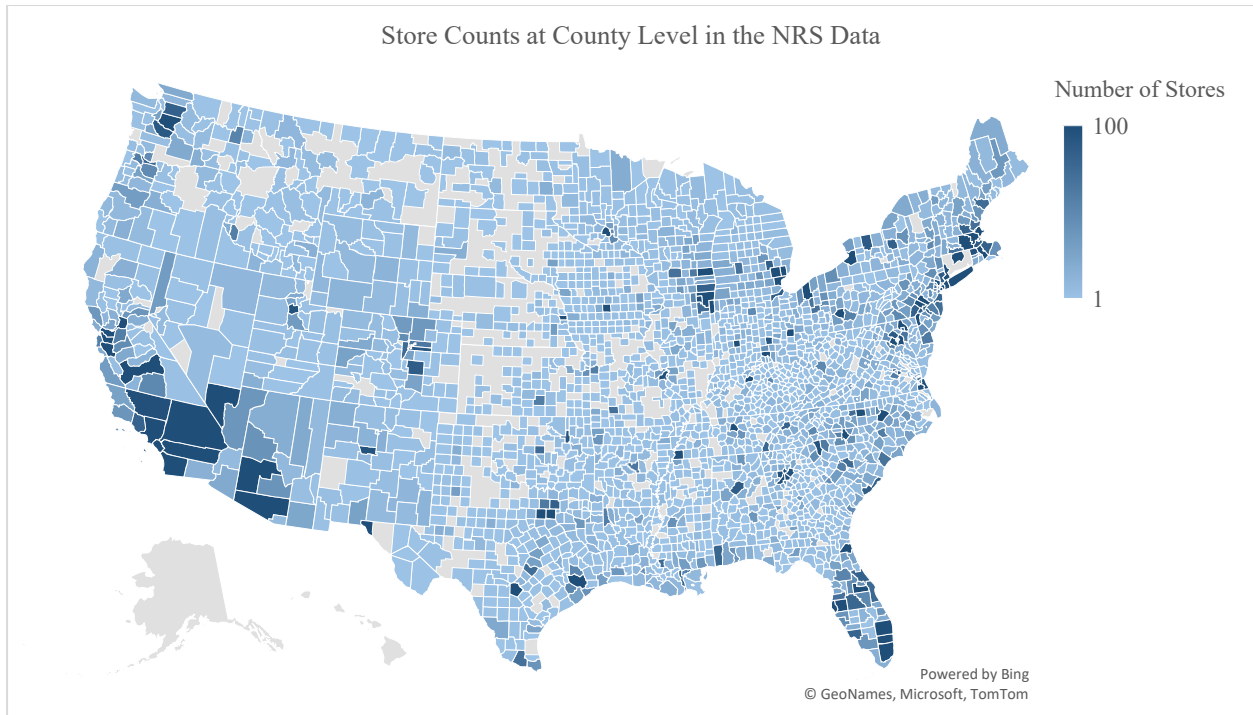 Store Counts at County Level in the NRS Data
Number of Stores
100
1
Powered by Bing
© GeoNames, Microsoft, TomTom